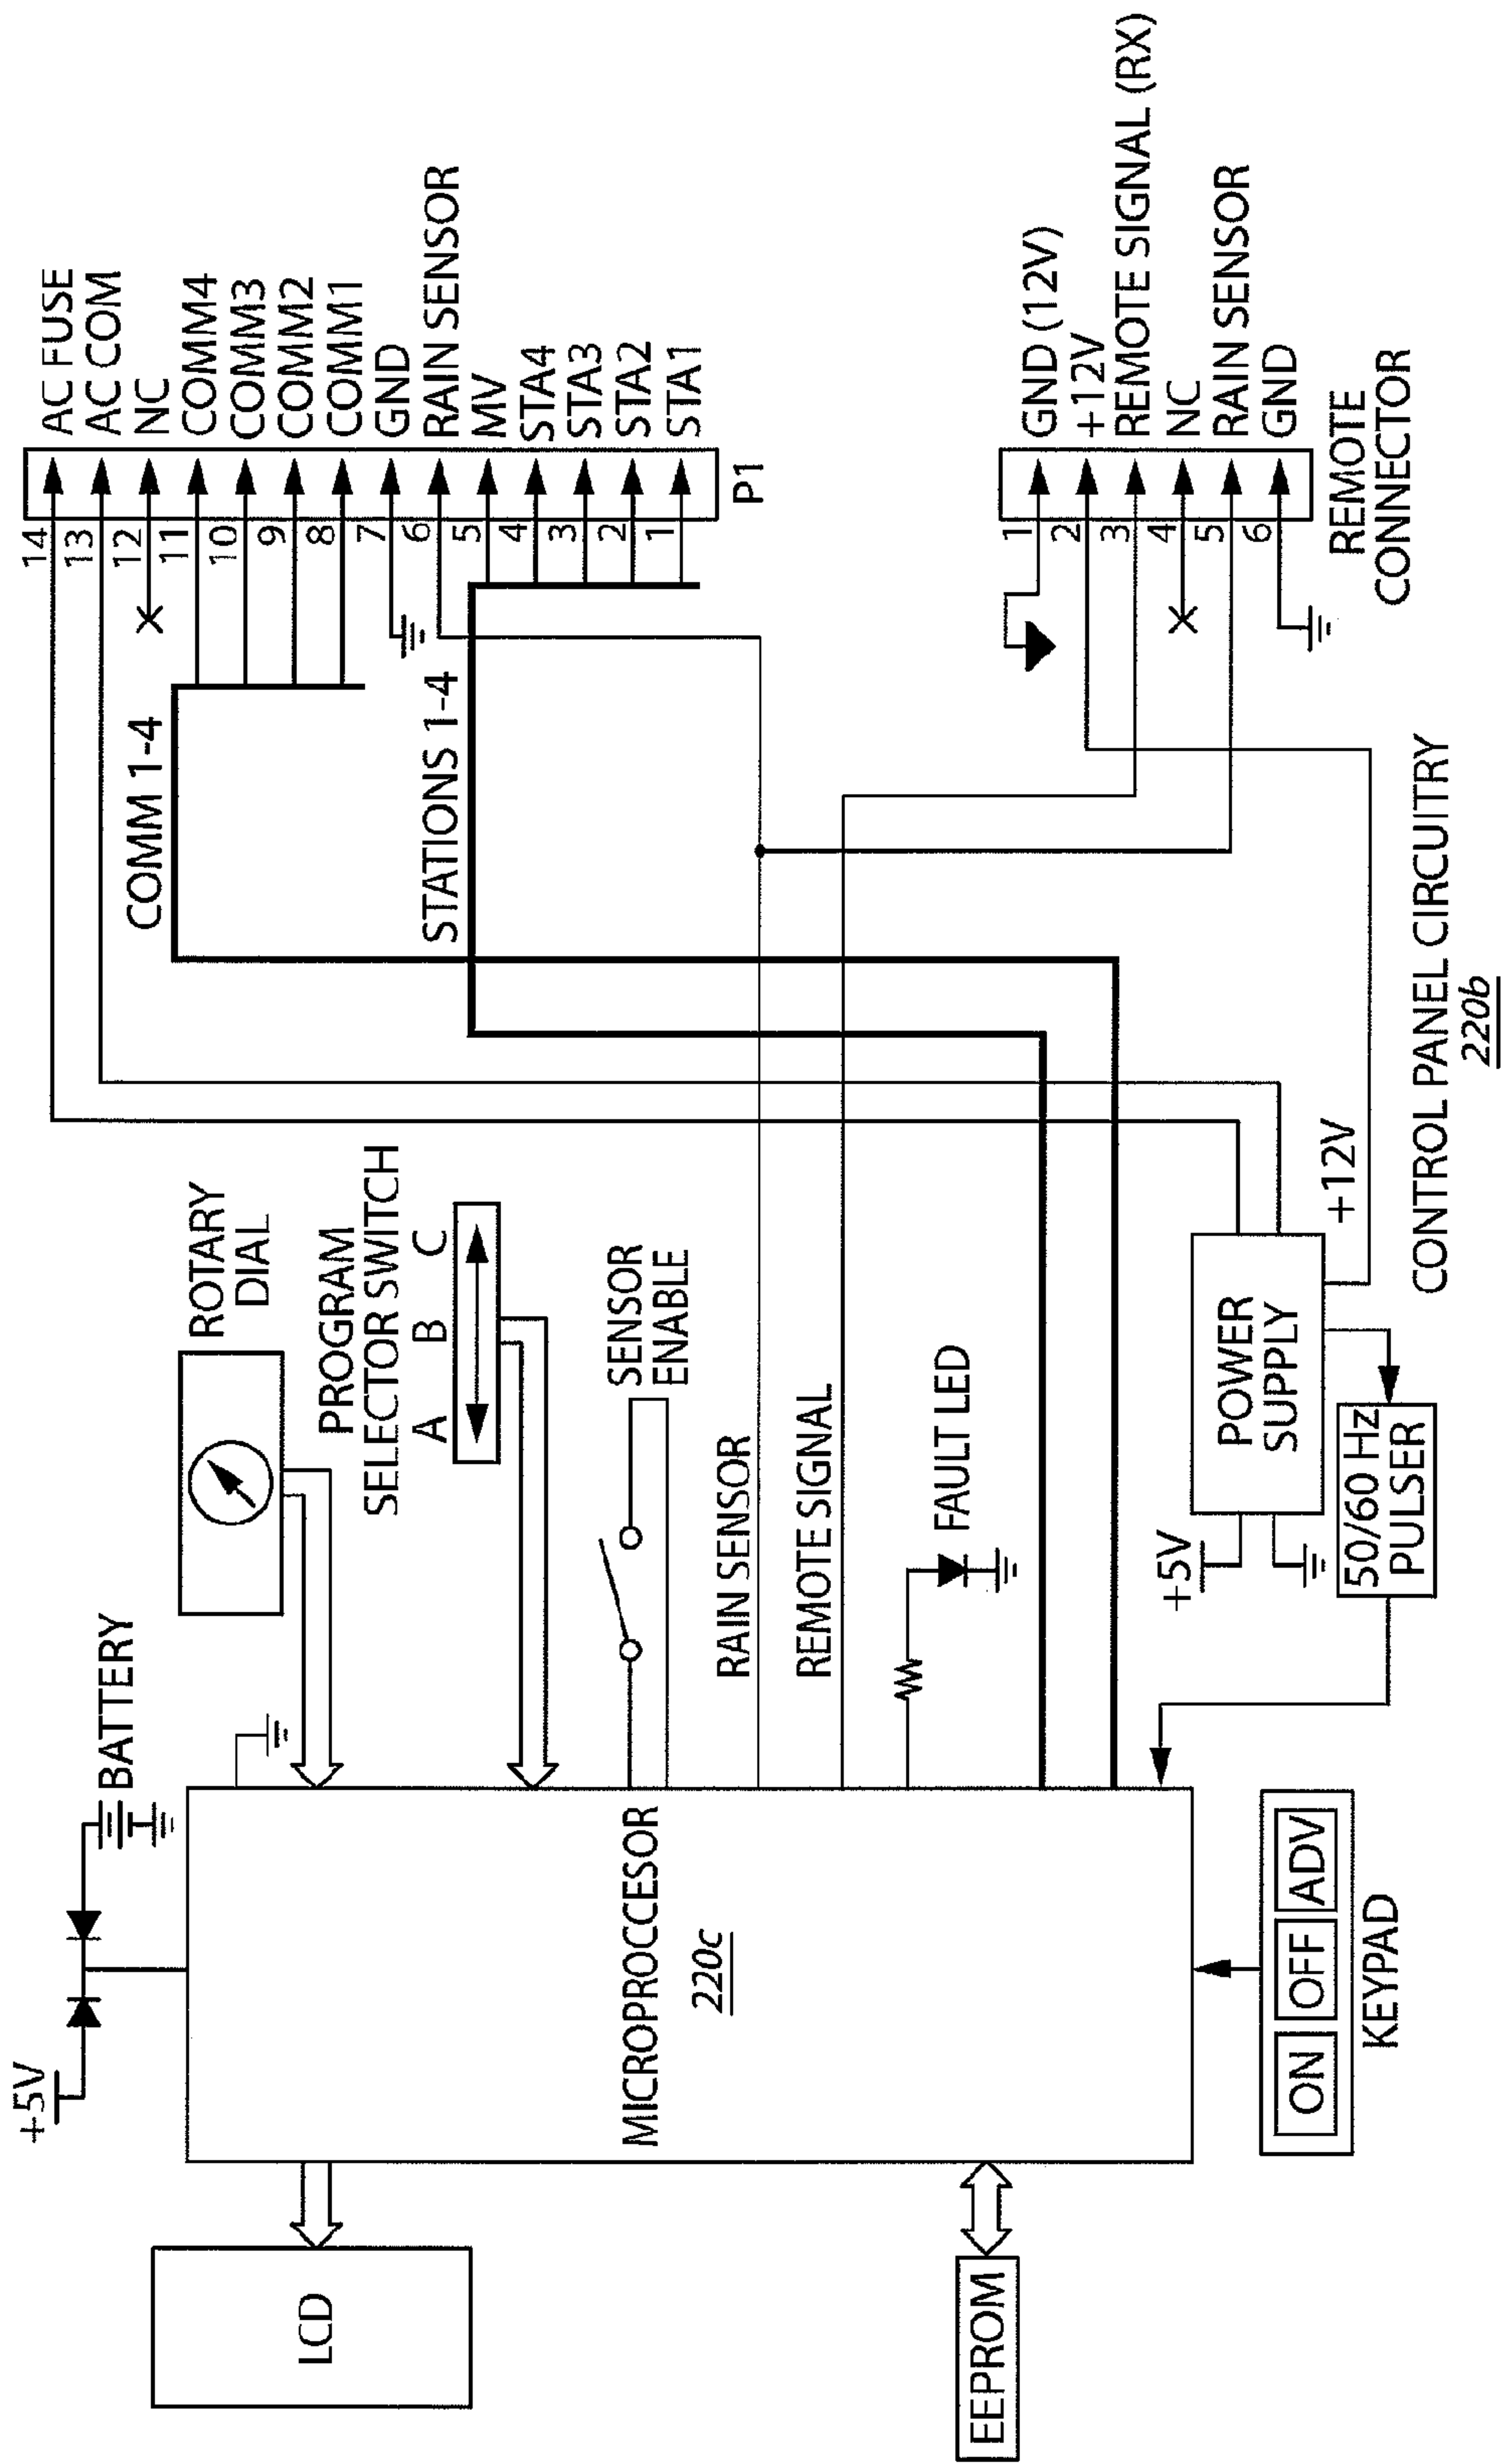 +5V
BATTERY
LCD
EEPROM
MICROPROCCESOR
220c
ON
OFF
ADV
KEYPAD
ROTARY
DIAL
PROGRAM
SELECTOR SWITCH
A B C
SENSOR
ENABLE
RAIN SENSOR
REMOTE SIGNAL
FAULT LED
+5V
POWER
SUPPLY
50/60 Hz
PULSER
+12V
COMM 1-4
STATIONS 1-4
14 AC FUSE
13 AC COM
12 NC
11 COMM4
10 COMM3
9 COMM2
8 COMM1
7 GND
6 RAIN SENSOR
5 MV
4 STA4
3 STA3
2 STA2
1 STA1
P1
1 GND (12V)
2 +12V
3 REMOTE SIGNAL (RX)
4 NC
5 RAIN SENSOR
6 GND
REMOTE
CONNECTOR
CONTROL PANEL CIRCUITRY
220b